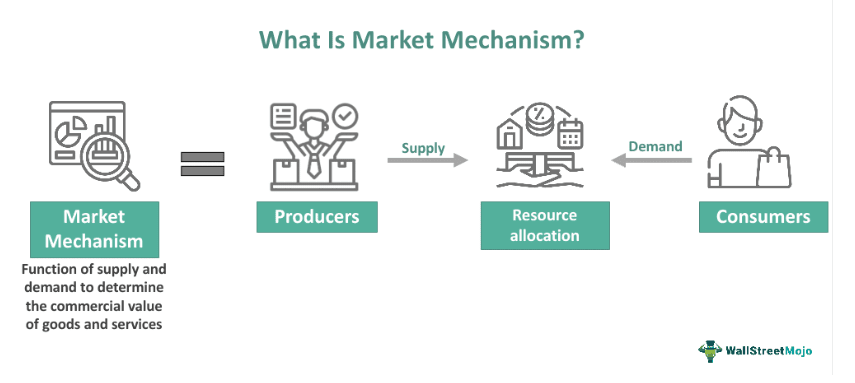 What Is Market Mechanism?
Supply
Demand
Market
Mechanism
Producers
Resource
allocation
Consumers
Function of supply and
demand to determine
the commercial value
of goods and services
WallStreetMojo